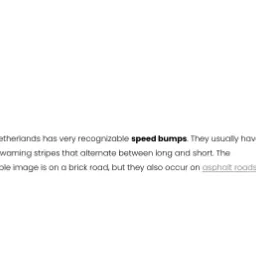 etherlands has very recognizable speed bumps. They usually hav
warning stripes that alternate between long and short. The
ble image is on a brick road, but they also occur on asphalt roads